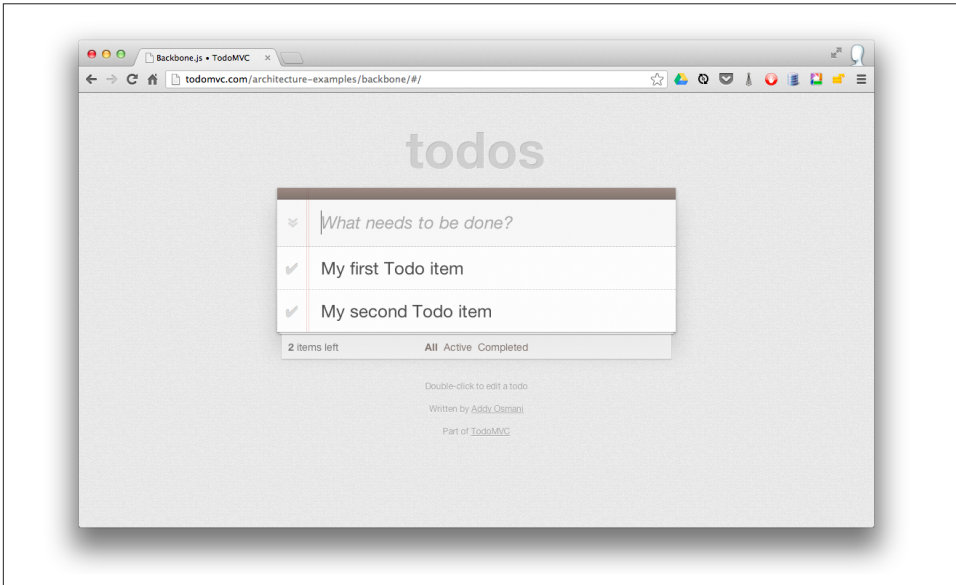 Backbone.js • TodoMVC
todomvc.com/architecture-examples/backbone/#/
todos
What needs to be done?
My first Todo item
My second Todo item
2 items left All Active Completed
Double-click to edit a todo
Written by Addy Osmani
Part of TodoMVC